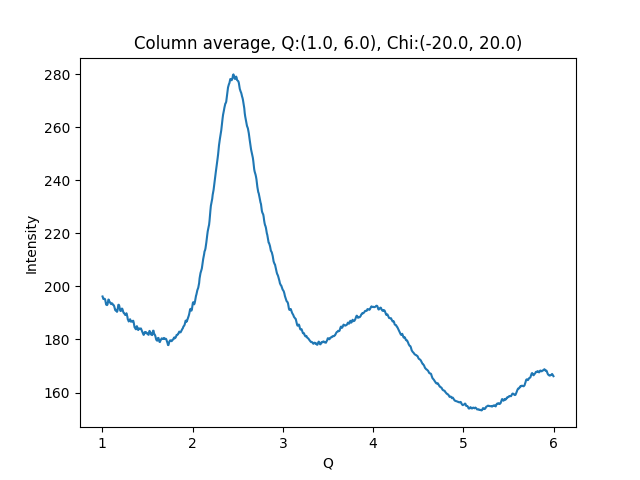 Column average, Q:(1.0, 6.0), Chi:(-20.0, 20.0)
280
260
240
220
200
180
160
Intensity
1 2 3 4 5 6
Q